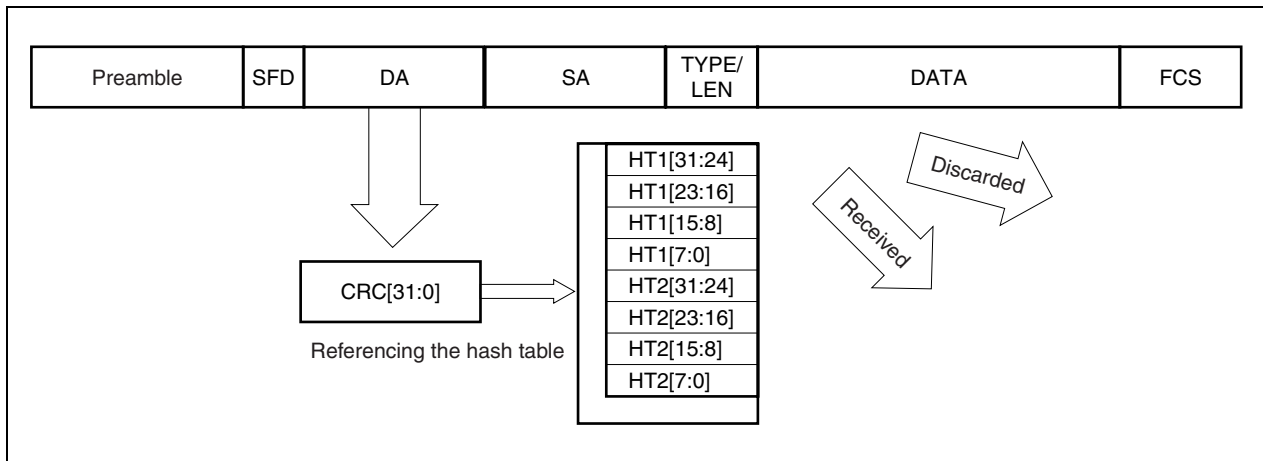 Preamble
SFD
DA
SA
TYPE/
LEN
DATA
FCS
HT1[31:24]
HT1[23:16]
HT1[15:8]
HT1[7:0]
HT2[31:24]
HT2[23:16]
HT2[15:8]
HT2[7:0]
CRC[31:0]
Referencing the hash table
Discarded
Received